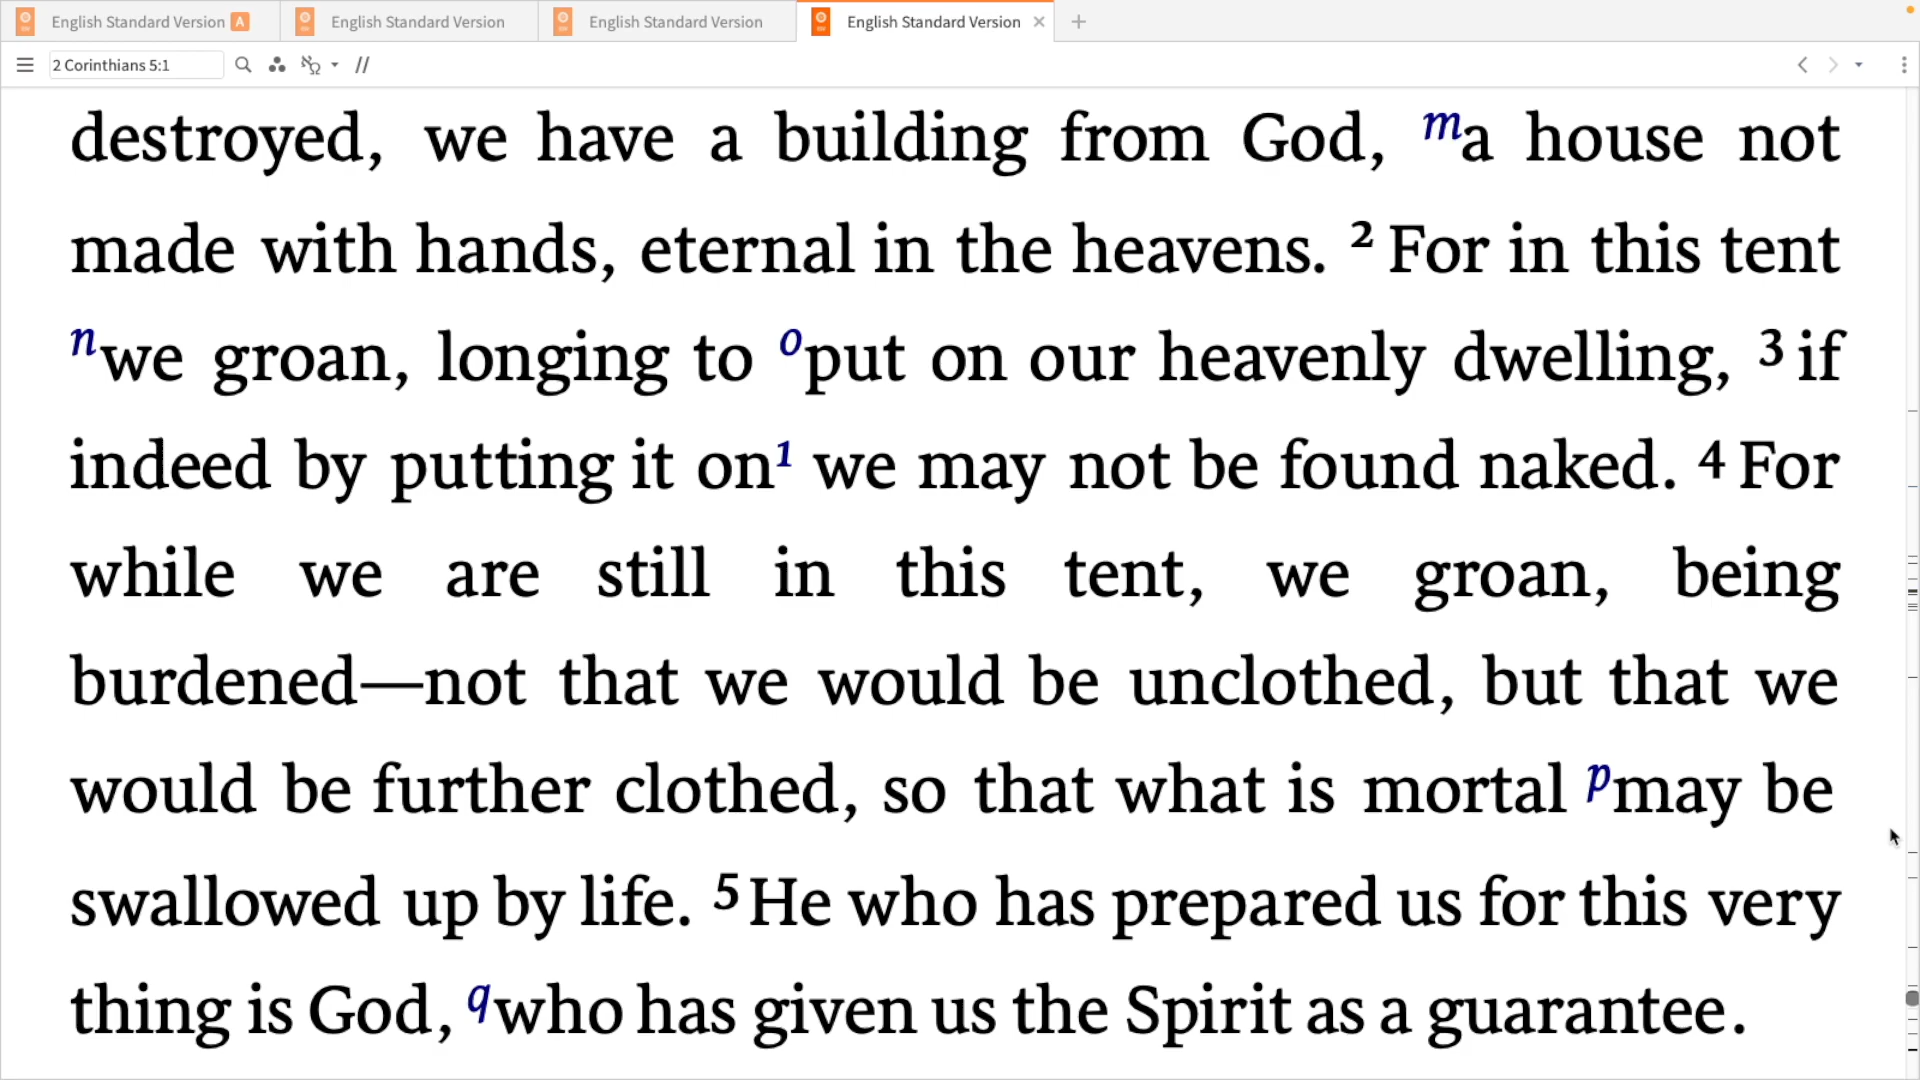 English Standard Version A English Standard Version English Standard Version English Standard Version
2 Corinthians 5:1
destroyed, we have a building from God, ma house not
made with hands, eternal in the heavens. 2 For in this tent
nwe groan, longing to oput on our heavenly dwelling, 3 if
indeed by putting it on1 we may not be found naked. 4 For
while we are still in this tent, we groan, being
burdened—not that we would be unclothed, but that we
would be further clothed, so that what is mortal pmay be
swallowed up by life. 5 He who has prepared us for this very
thing is God, qwho has given us the Spirit as a guarantee.